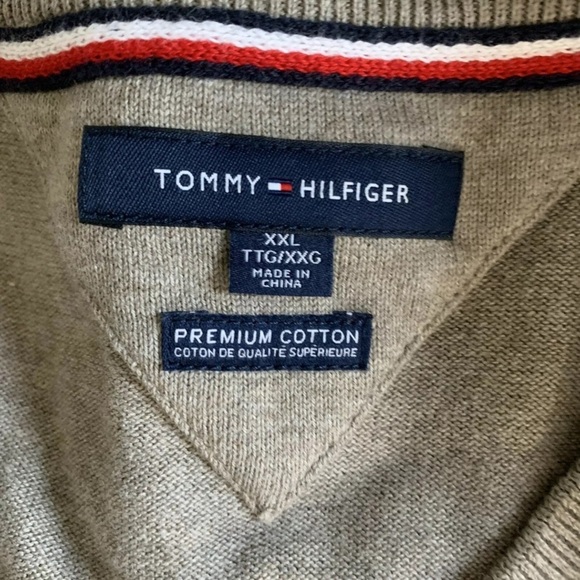 TOMMY HILFIGER
XXL
TTG/XXG
MADE IN
CHINA
PREMIUM COTTON
COTON DE QUALITÉ SUPÉRIEURE